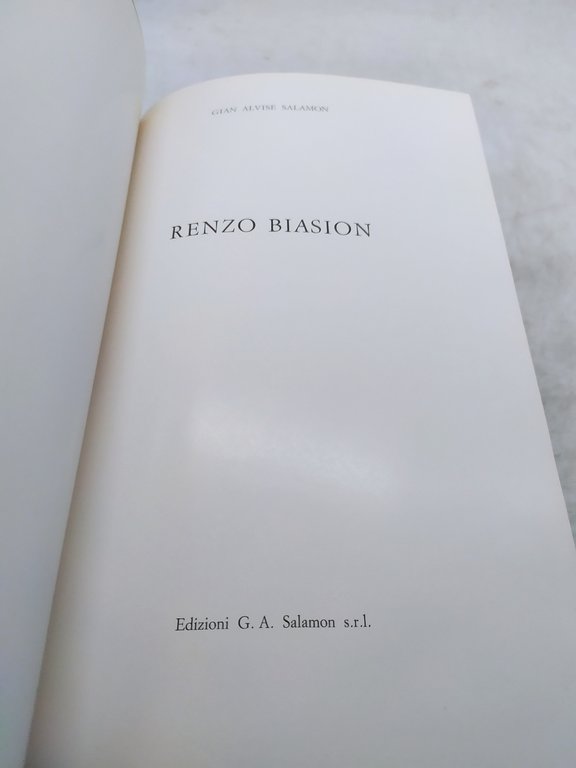 GIAN ALVISE SALAMON
RENZO BIASION
Edizioni G. A. Salamon s.r.l.